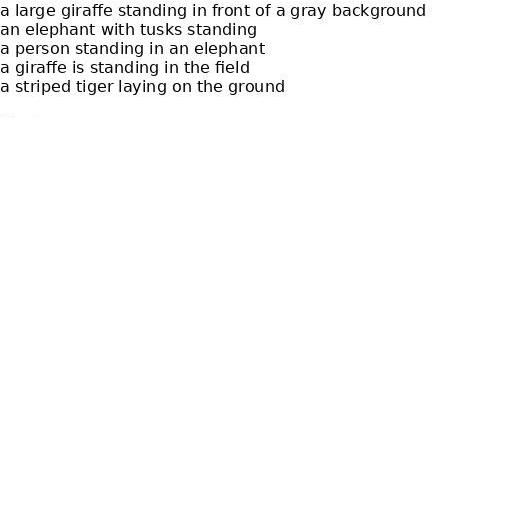 a large giraffe standing in front of a gray background
an elephant with tusks standing
a person standing in an elephant
a giraffe is standing in the field
a striped tiger laying on the ground